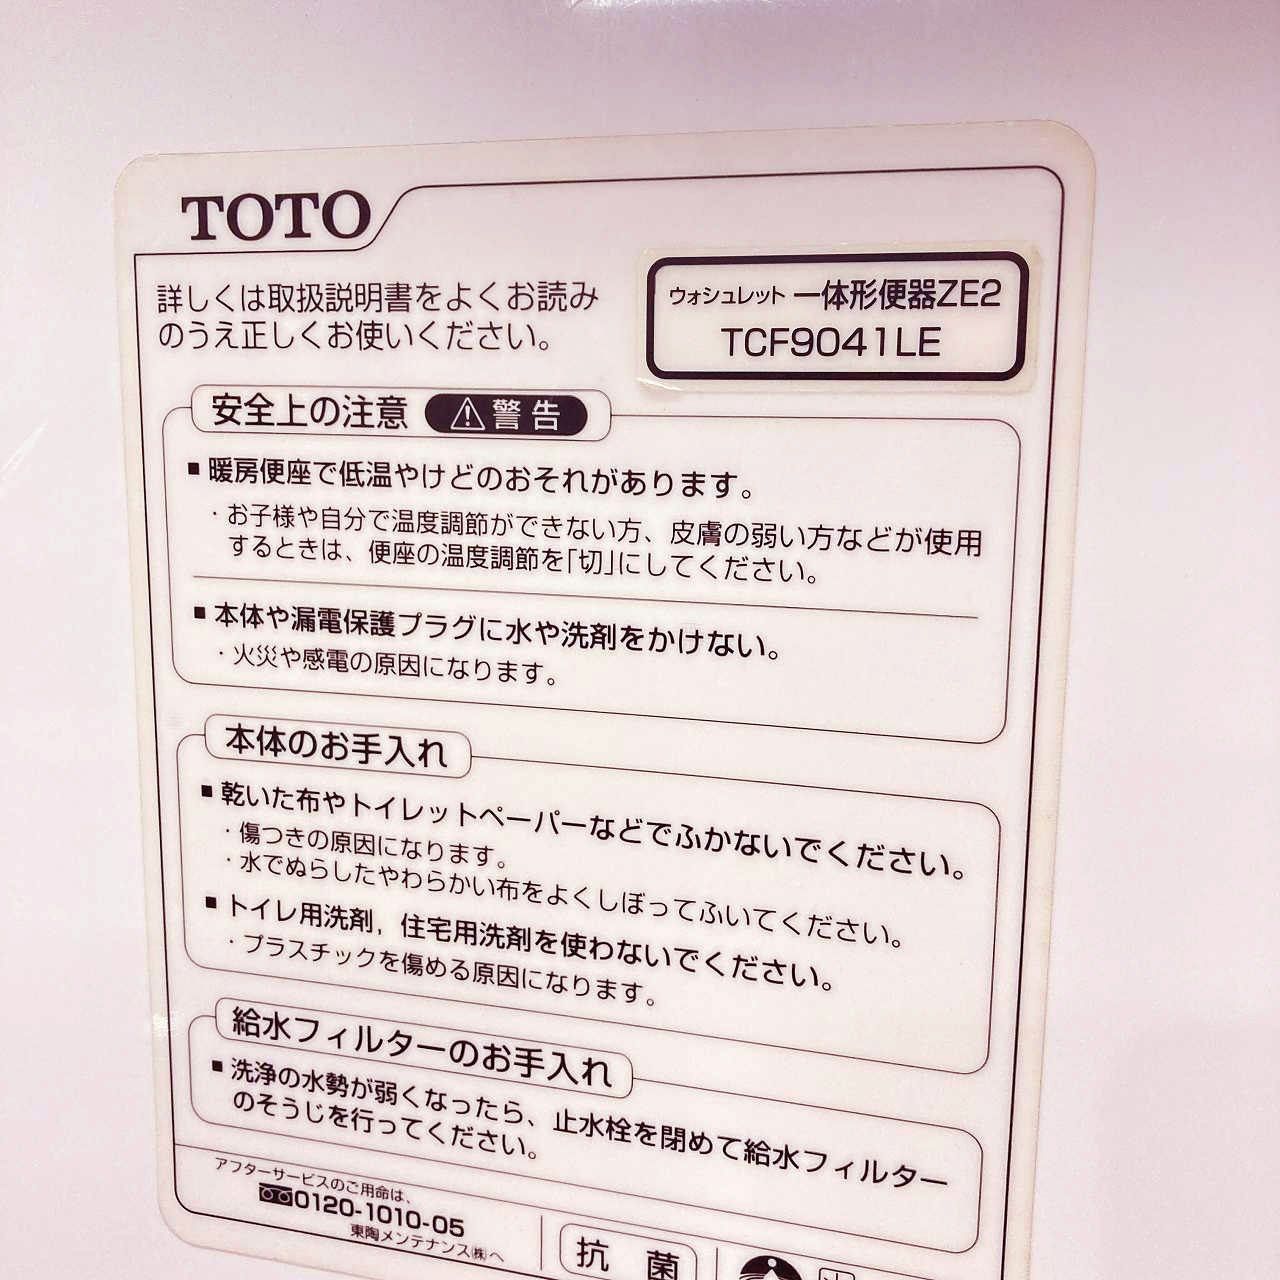 TOTO
詳しくは取扱説明書をよくお読み
のうえ正しくお使いください。
ウォシュレット 一体形便器ZE2
TCF9041LE
安全上の注意 ⚠警告
■暖房便座で低温やけどのおそれがあります。
・お子様や自分で温度調節ができない方、皮膚の弱い方などが使用
するときは、便座の温度調節を「切」にしてください。
■本体や漏電保護プラグに水や洗剤をかけない。
・火災や感電の原因になります。
本体のお手入れ
■乾いた布やトイレットペーパーなどでふかないでください。
・傷つきの原因になります。
・水でぬらしたやわらかい布をよくしぼってふいてください。
■トイレ用洗剤，住宅用洗剤を使わないでください。
・プラスチックを傷める原因になります。
給水フィルターのお手入れ
■洗浄の水勢が弱くなったら、止水栓を閉めて給水フィルター
のそうじを行ってください。
アフターサービスのご用命は、
0120-1010-05
東陶メンテナンス㈱へ
抗菌